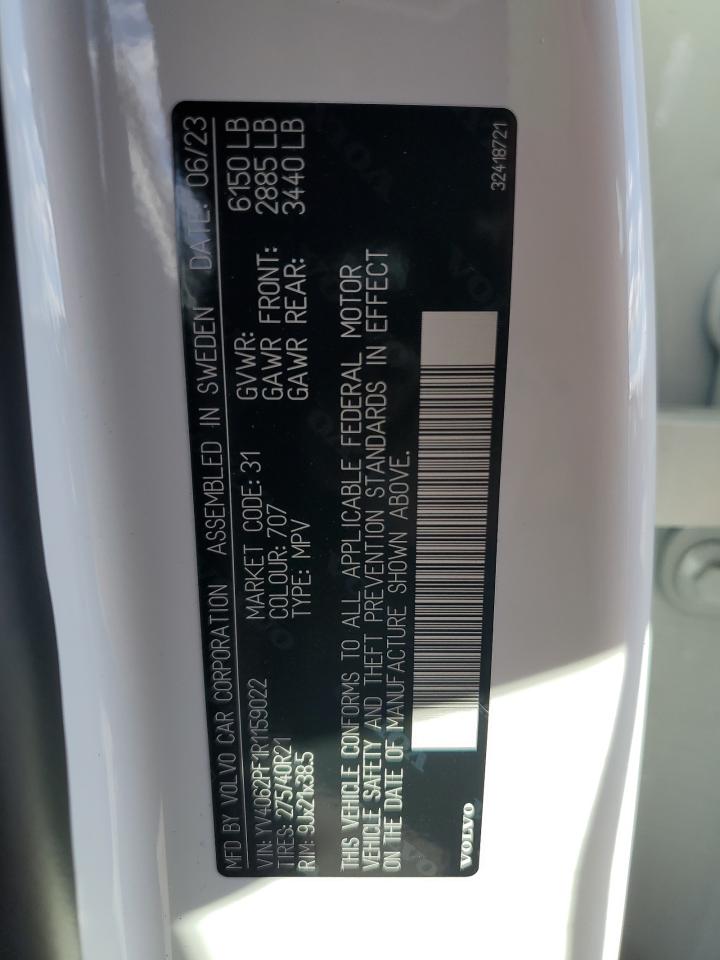 MFD BY VOLVO CAR CORPORATION ASSEMBLED IN SWEDEN DATE: 06/23
VIN: YV4062PF1R1159022
TIRES: 275/40R21
RIM: 9Jx21x38.5
MARKET CODE: 31
COLOUR: 707
TYPE: MPV
GVWR: 6150 LB
GAWR FRONT: 2885 LB
GAWR REAR: 3440 LB
THIS VEHICLE CONFORMS TO ALL APPLICABLE FEDERAL MOTOR
VEHICLE SAFETY AND THEFT PREVENTION STANDARDS IN EFFECT
ON THE DATE OF MANUFACTURE SHOWN ABOVE.
VOLVO
32418721